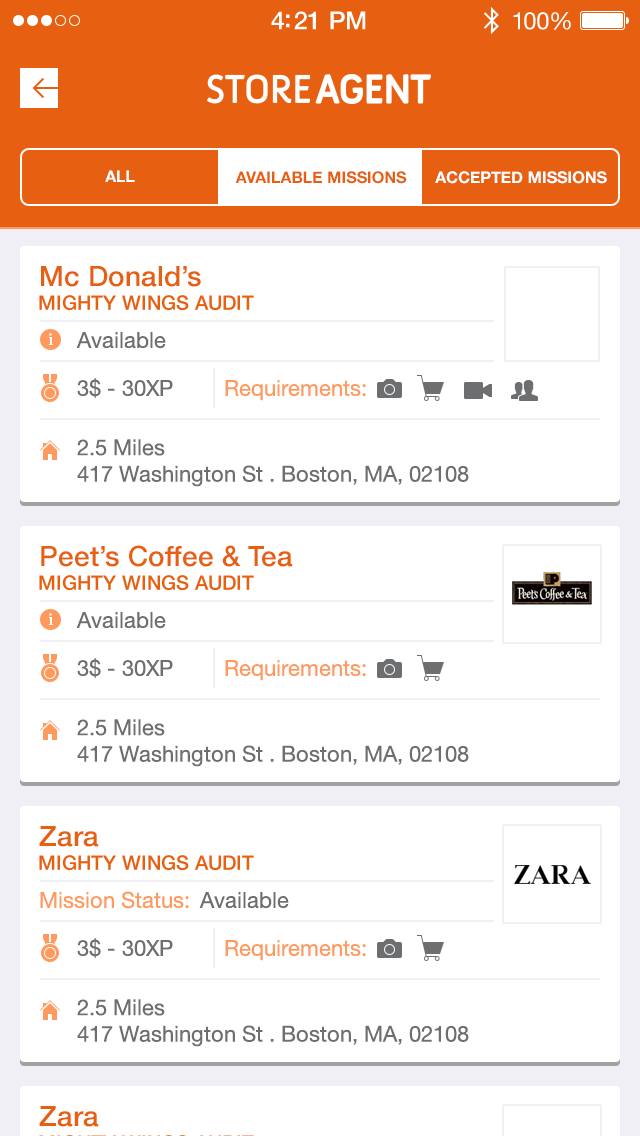 4:21 PM 100%
STOREAGENT
ALL AVAILABLE MISSIONS ACCEPTED MISSIONS
Mc Donald's
MIGHTY WINGS AUDIT
Available
3$ - 30XP Requirements:
2.5 Miles
417 Washington St . Boston, MA, 02108
Peet's Coffee & Tea
MIGHTY WINGS AUDIT
Peet's Coffee & Tea
Available
3$ - 30XP Requirements:
2.5 Miles
417 Washington St . Boston, MA, 02108
Zara
MIGHTY WINGS AUDIT
ZARA
Mission Status: Available
3$ - 30XP Requirements:
2.5 Miles
417 Washington St . Boston, MA, 02108
Zara